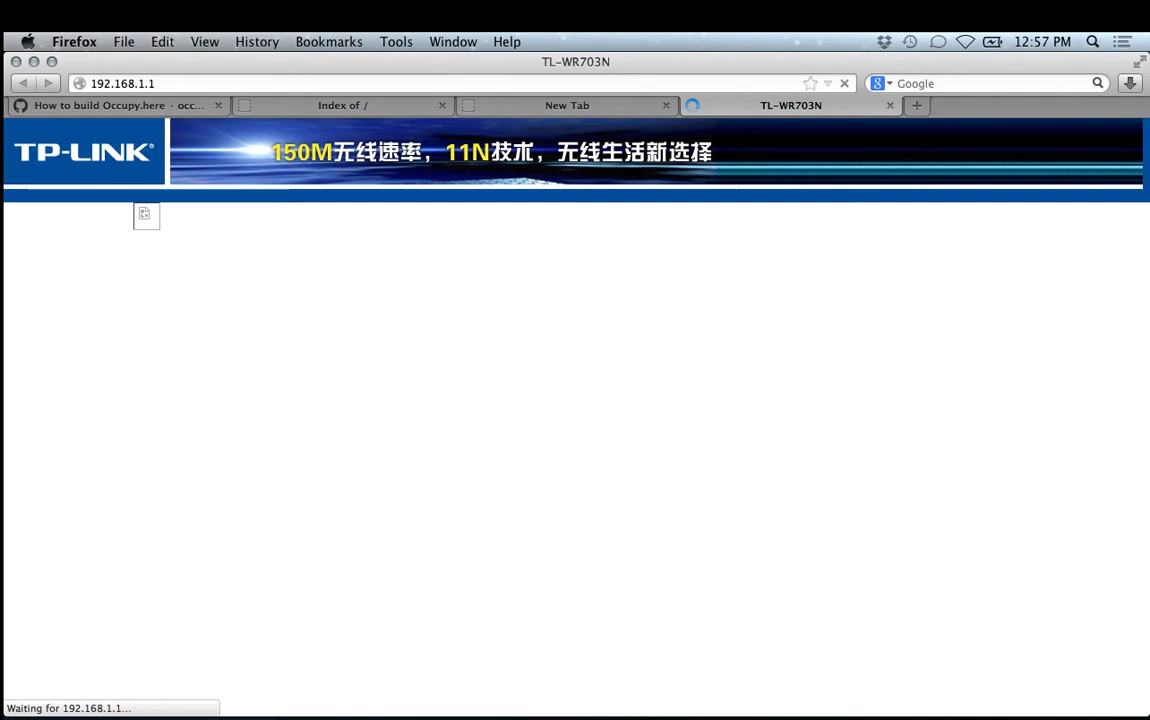 Firefox File Edit View History Bookmarks Tools Window Help 12:57 PM
TL-WR703N
192.168.1.1 Google
How to build Occupy.here - occ... Index of / New Tab TL-WR703N
TP-LINK® 150M无线速率，11N技术，无线生活新选择
Waiting for 192.168.1.1...